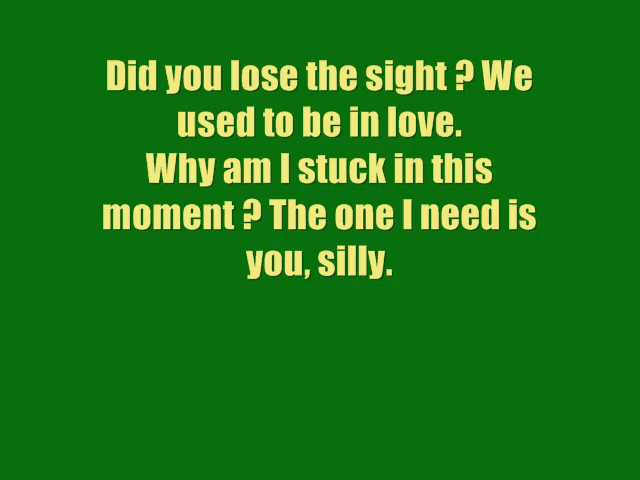 Did you lose the sight ? We
used to be in love.
Why am I stuck in this
moment ? The one I need is
you, silly.